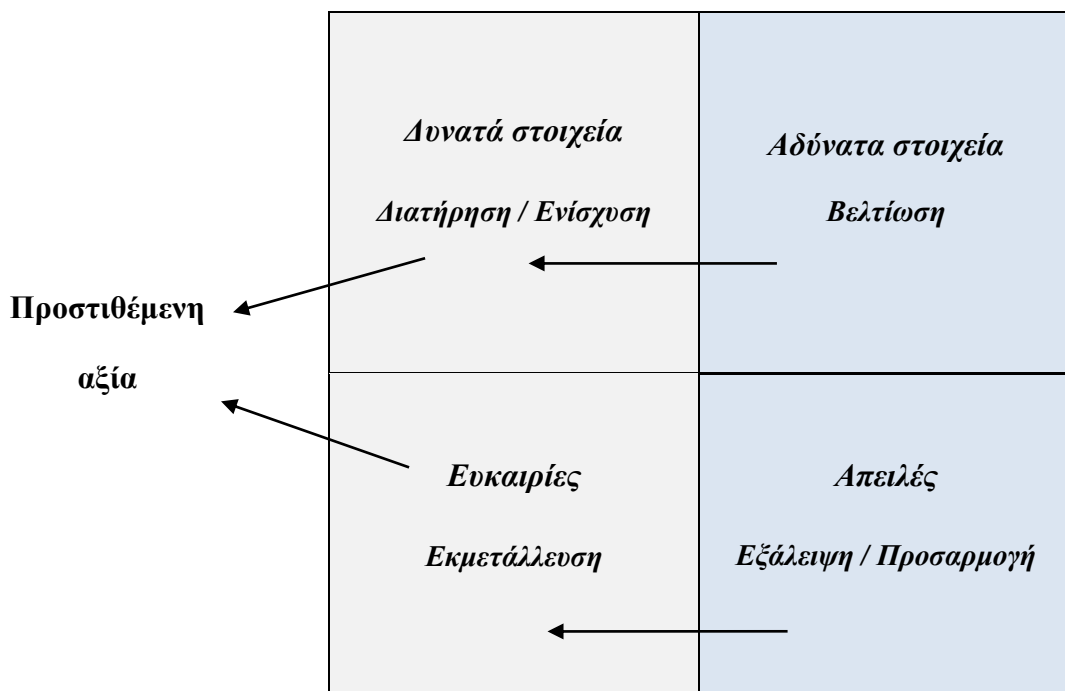 Δυνατά στοιχεία
Διατήρηση / Ενίσχυση
Αδύνατα στοιχεία
Βελτίωση
Προστιθέμενη
αξία
Ευκαιρίες
Εκμετάλλευση
Απειλές
Εξάλειψη / Προσαρμογή